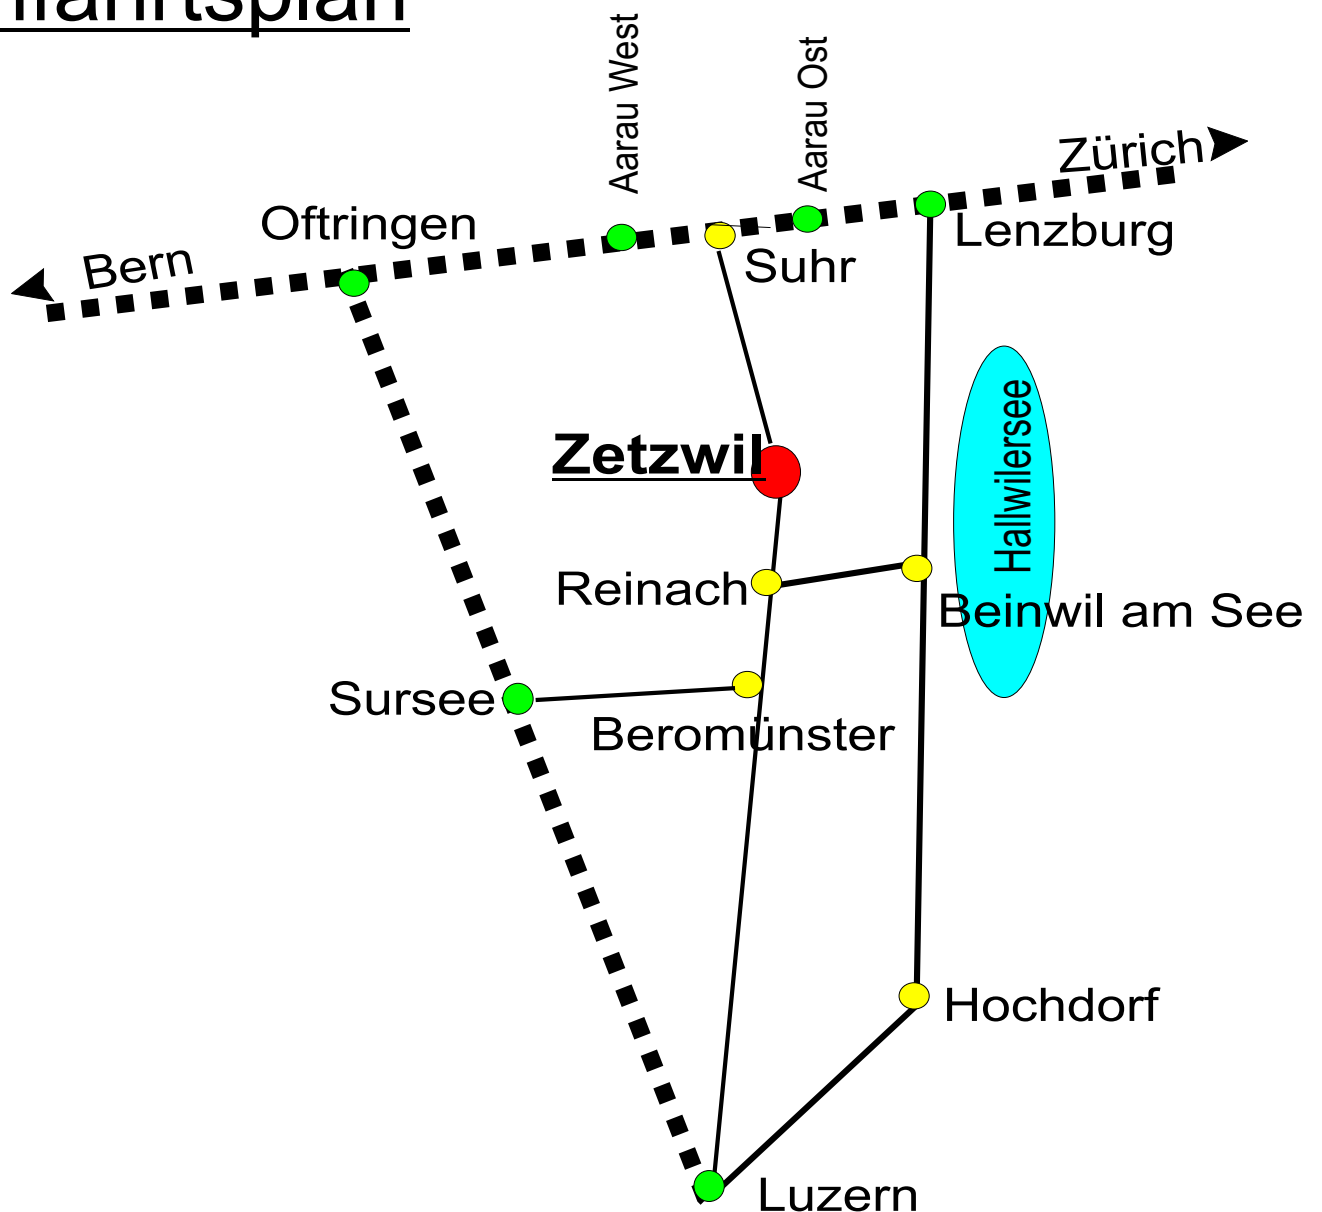 nfahrtsplan
Aarau West
Aarau Ost
Zürich
Oftringen
Lenzburg
Bern
Suhr
Hallwilersee
Zetzwil
Reinach
Beinwil am See
Sursee
Beromünster
Hochdorf
Luzern